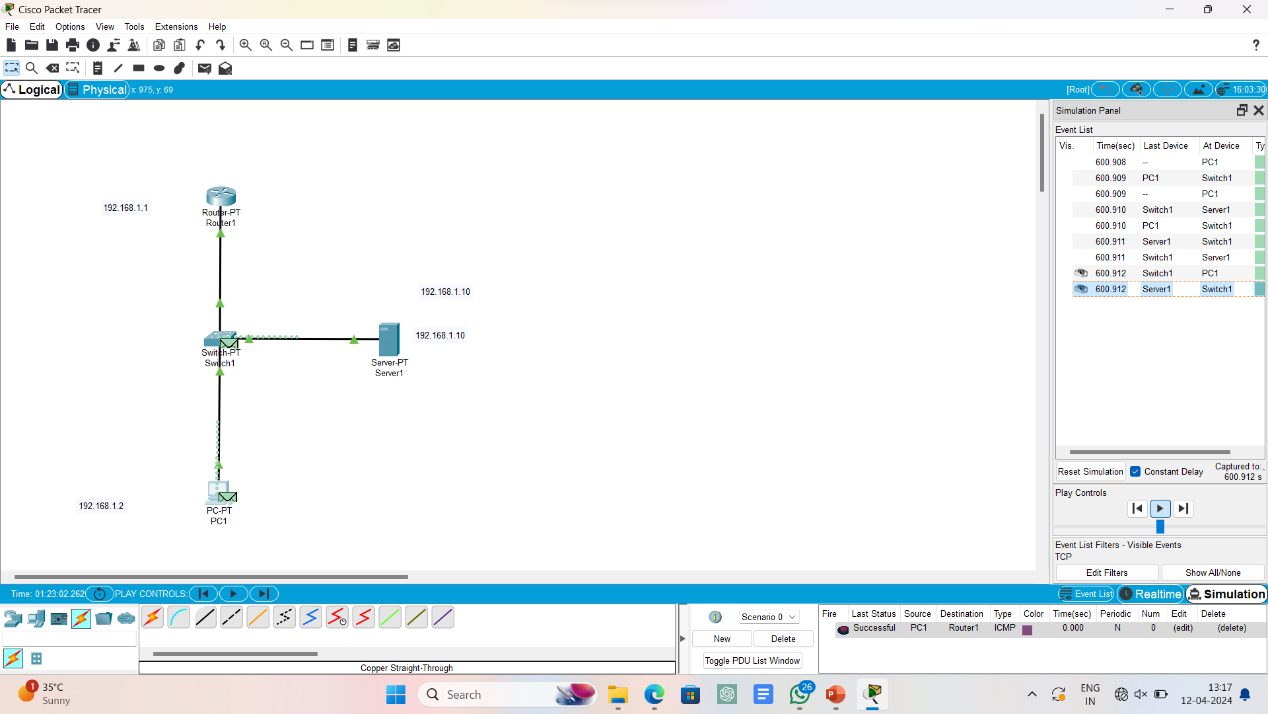 Cisco Packet Tracer
File Edit Options View Tools Extensions Help
?
Logical Physical x: 975, y: 69 [Root] 16:03:30
Simulation Panel
Event List
Vis. Time(sec) Last Device At Device Ty
600.908 -- PC1
600.909 PC1 Switch1
600.909 -- PC1
600.910 Switch1 Server1
600.910 PC1 Switch1
600.911 Server1 Switch1
600.911 Switch1 Server1
600.912 Switch1 PC1
600.912 Server1 Switch1
192.168.1.1
Router-PT
Router1
192.168.1.10
192.168.1.10
Switch-PT
Switch1
Server-PT
Server1
192.168.1.2
PC-PT
PC1
Reset Simulation Constant Delay Captured to:
600.912 s
Play Controls
Event List Filters - Visible Events
TCP
Edit Filters Show All/None
Time: 01:23:02.262 PLAY CONTROLS: Event List Realtime Simulation
Scenario 0
New Delete
Toggle PDU List Window
Fire Last Status Source Destination Type Color Time(sec) Periodic Num Edit Delete
Successful PC1 Router1 ICMP 0.000 N 0 (edit) (delete)
Copper Straight-Through
1
35°C
Sunny
Search
26
ENG
IN
13:17
12-04-2024